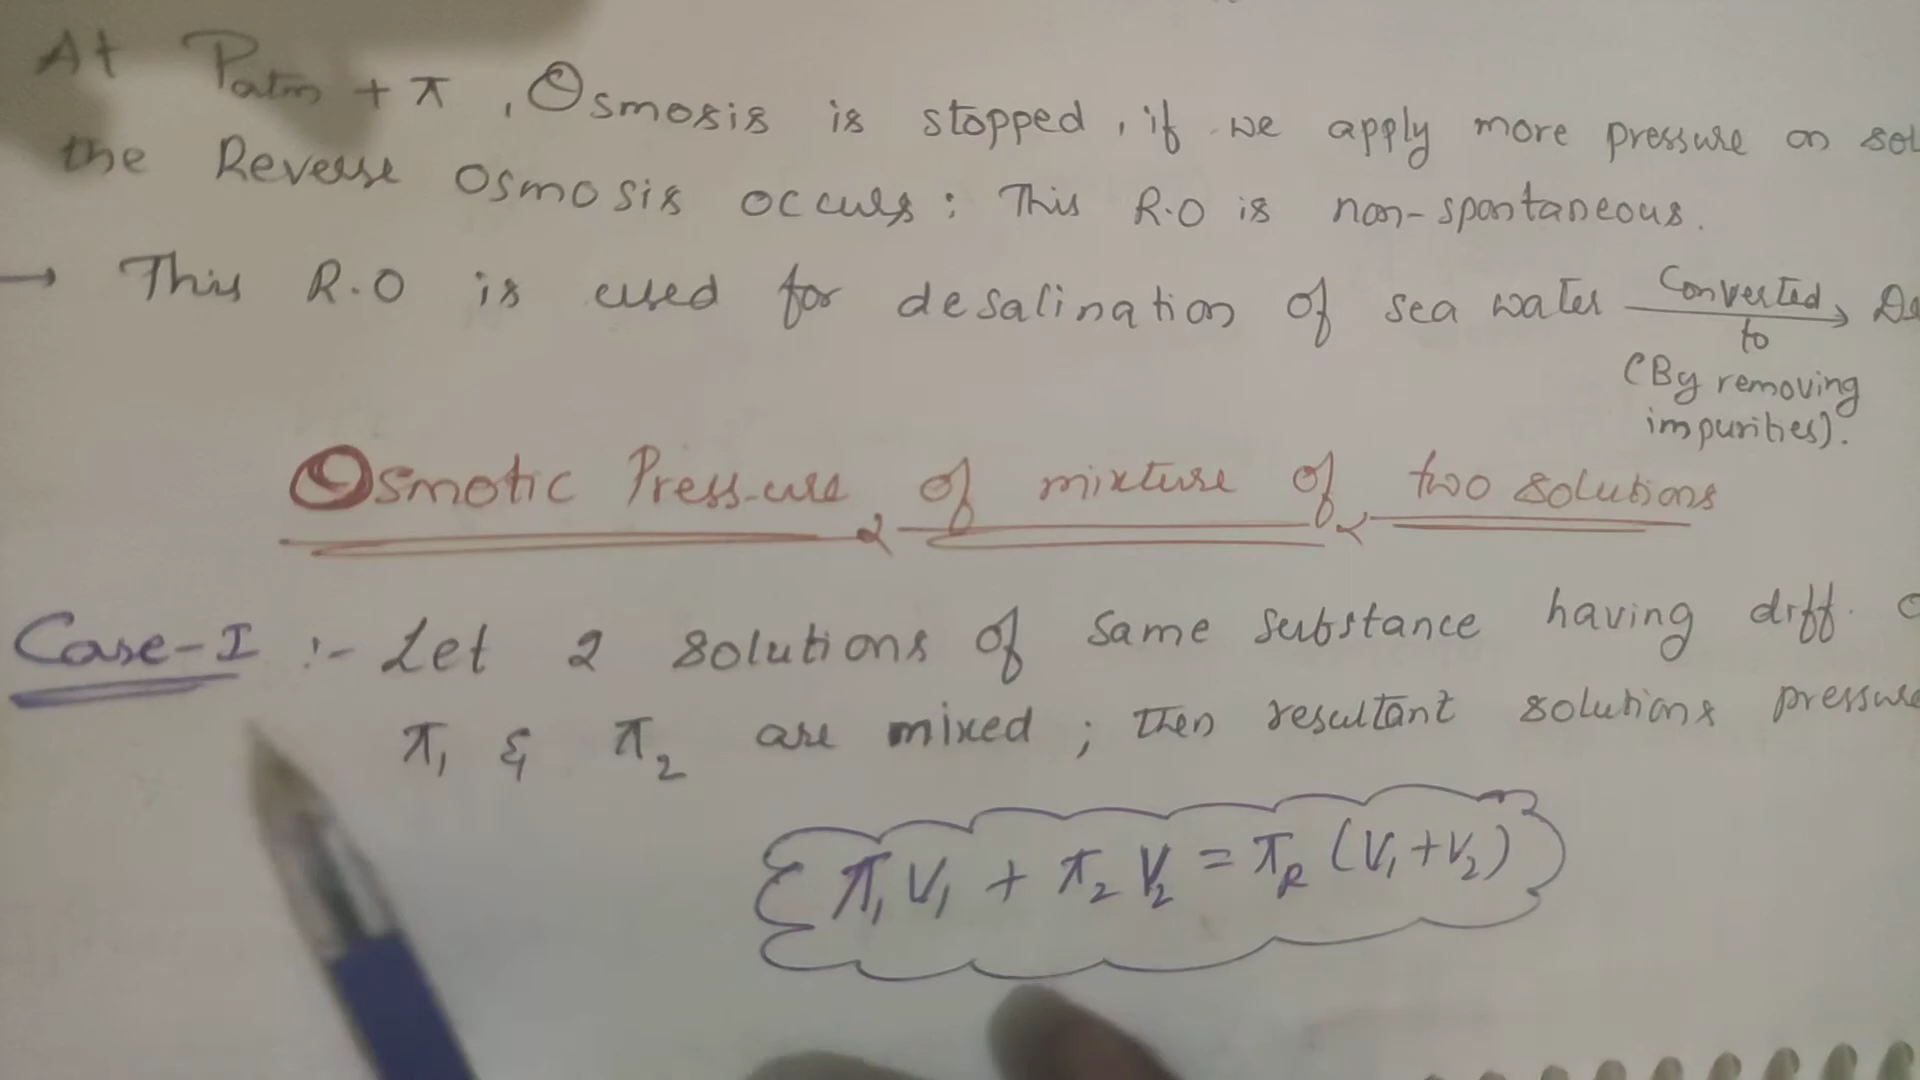 At Patm + π, Osmosis is stopped, if we apply more pressure on sol
the Reverse Osmosis occurs: This R.O is non-spontaneous.
→ This R.O is used for desalination of sea water Converted to →
(By removing
impurities).
Osmotic Pressure of mixture of two solutions
Case-I :- Let 2 solutions of same substance having diff.
π₁ & π₂ are mixed; then resultant solutions pressure
π₁V₁ + π₂V₂ = π_R (V₁+V₂)